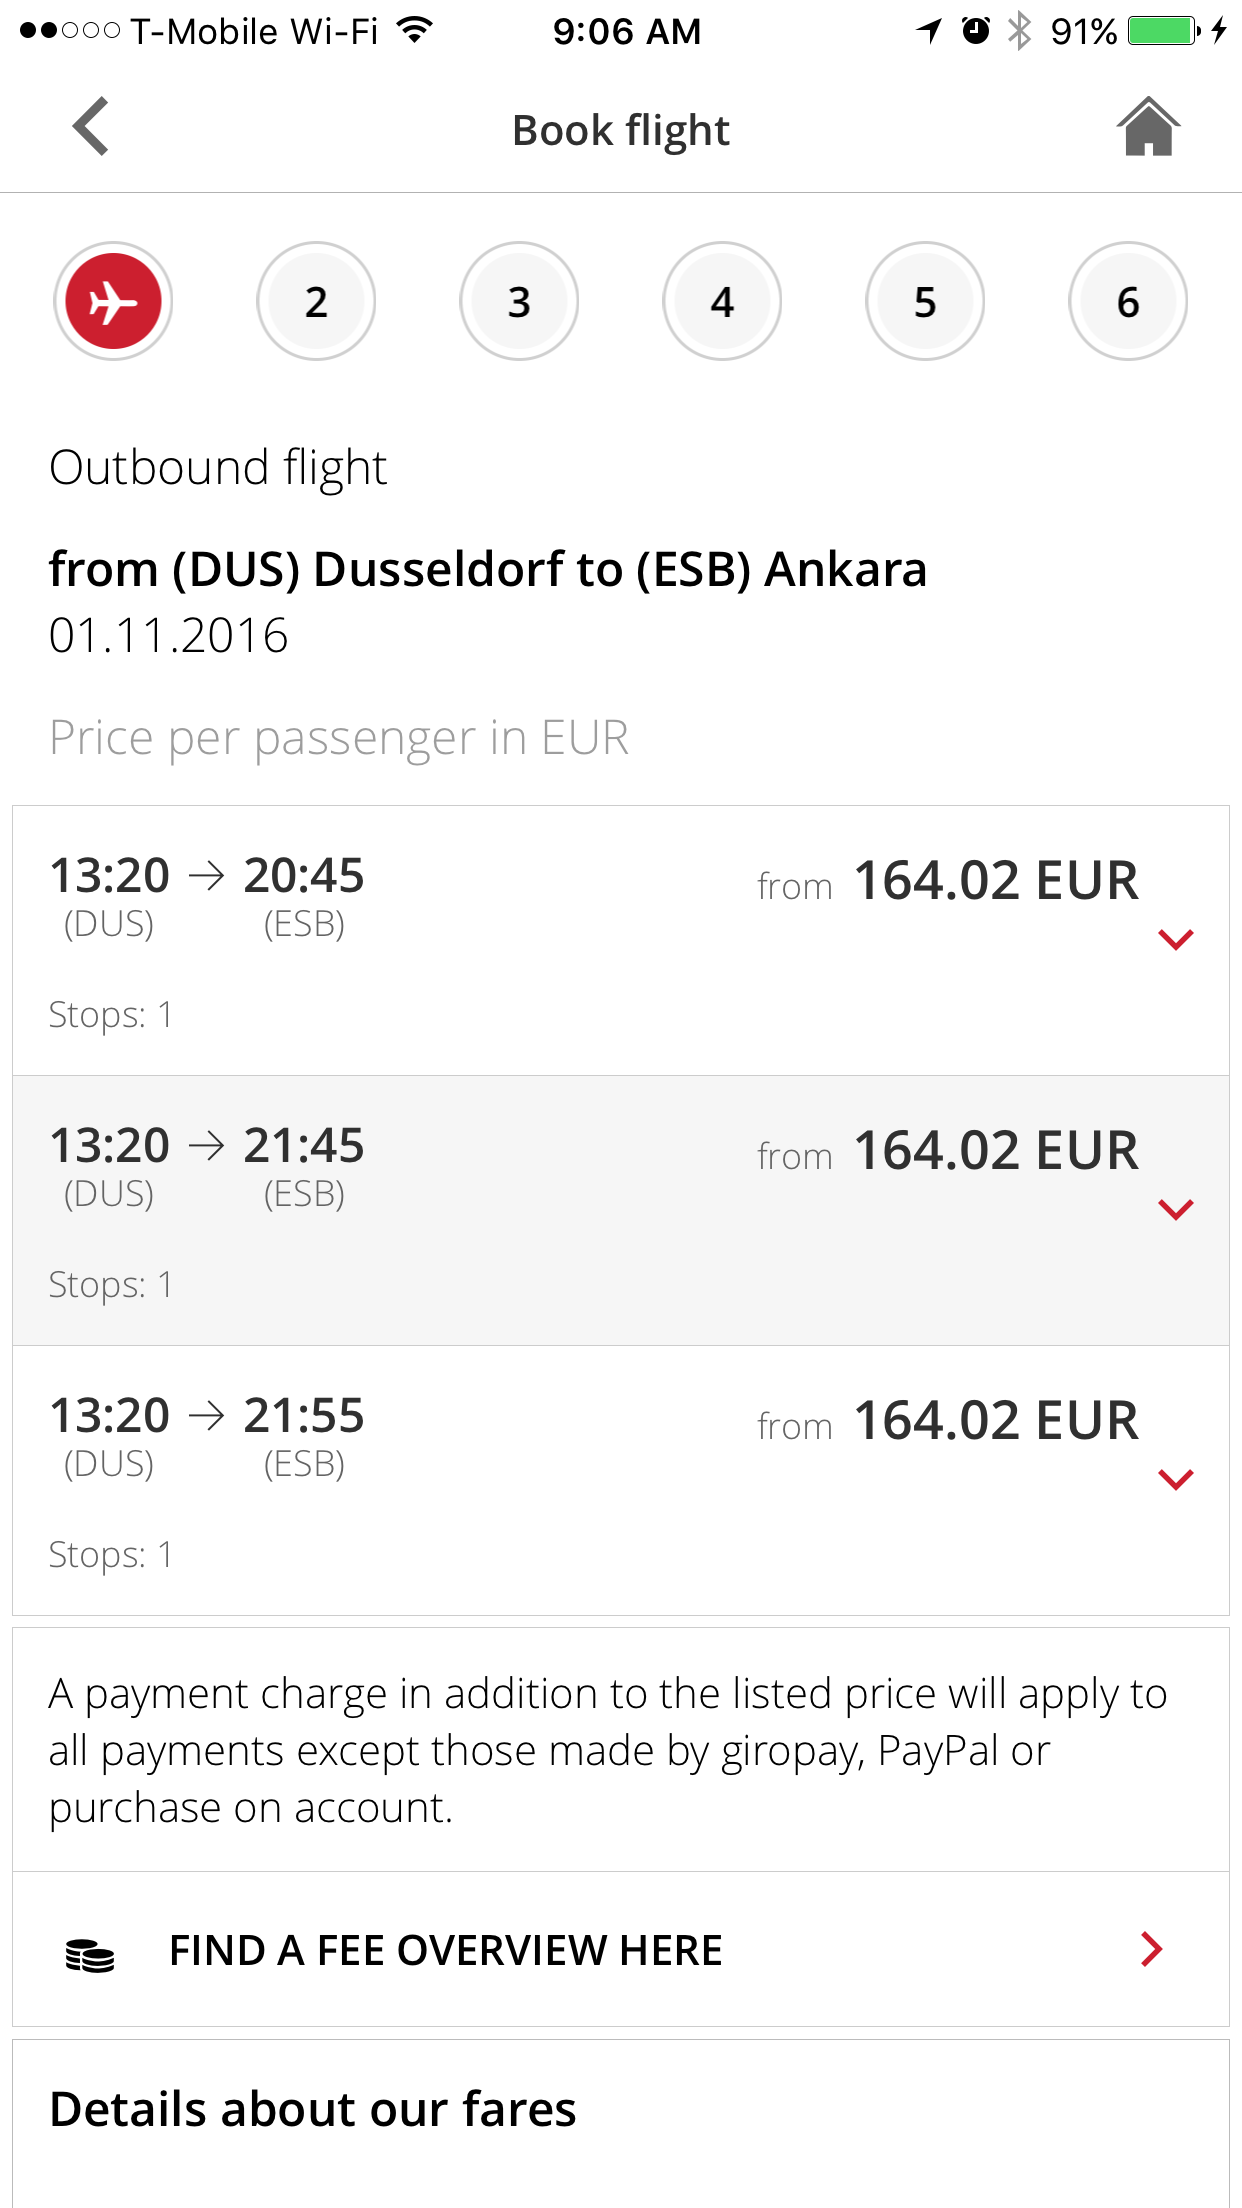 T-Mobile Wi-Fi 9:06 AM 91%
Book flight
2 3 4 5 6
Outbound flight
from (DUS) Dusseldorf to (ESB) Ankara
01.11.2016
Price per passenger in EUR
13:20 → 20:45 from 164.02 EUR
(DUS) (ESB)
Stops: 1
13:20 → 21:45 from 164.02 EUR
(DUS) (ESB)
Stops: 1
13:20 → 21:55 from 164.02 EUR
(DUS) (ESB)
Stops: 1
A payment charge in addition to the listed price will apply to
all payments except those made by giropay, PayPal or
purchase on account.
FIND A FEE OVERVIEW HERE
Details about our fares